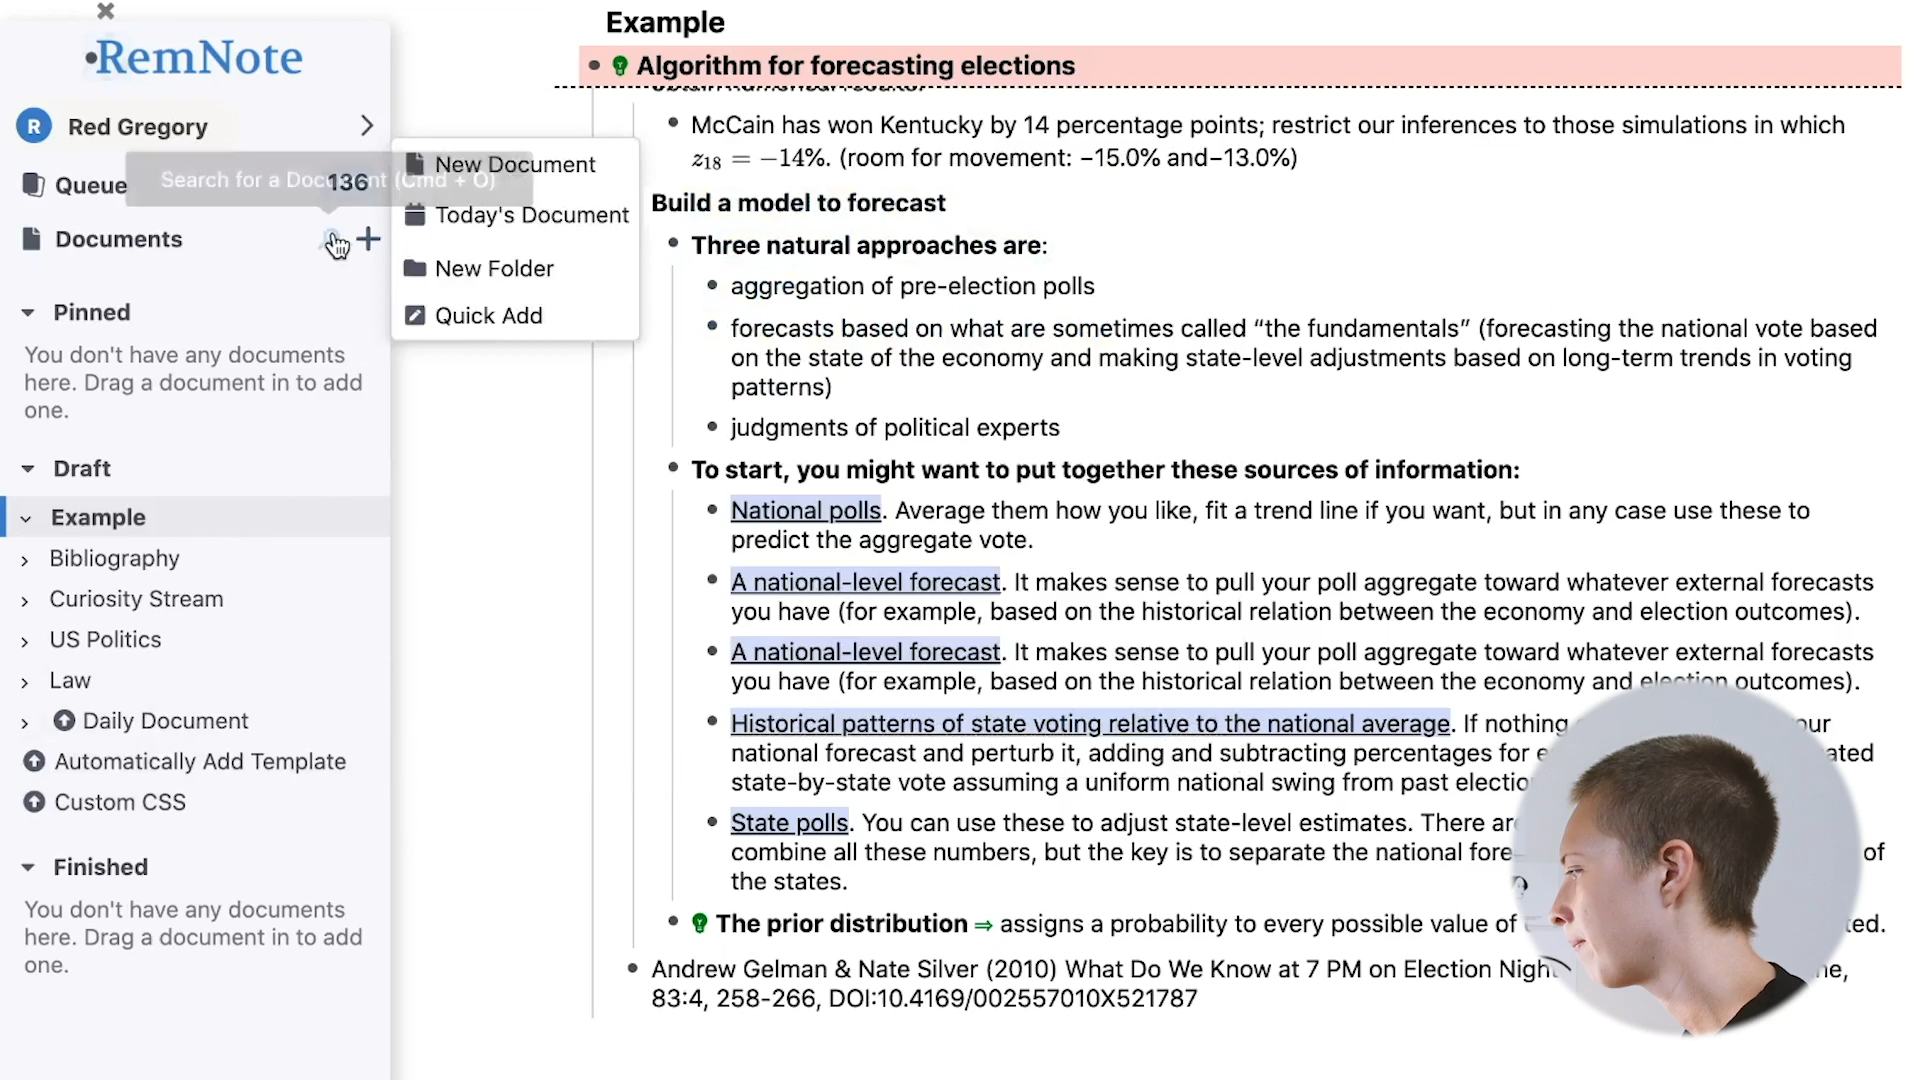 RemNote
R Red Gregory
Queue 136
Search for a Document (Cmd + O)
Documents
Pinned
You don't have any documents
here. Drag a document in to add
one.
Draft
Example
Bibliography
Curiosity Stream
US Politics
Law
Daily Document
Automatically Add Template
Custom CSS
Finished
You don't have any documents
here. Drag a document in to add
one.
New Document
Today's Document
New Folder
Quick Add
Example
Algorithm for forecasting elections
McCain has won Kentucky by 14 percentage points; restrict our inferences to those simulations in which
z₁₈ = −14%. (room for movement: −15.0% and−13.0%)
Build a model to forecast
Three natural approaches are:
aggregation of pre-election polls
forecasts based on what are sometimes called “the fundamentals” (forecasting the national vote based
on the state of the economy and making state-level adjustments based on long-term trends in voting
patterns)
judgments of political experts
To start, you might want to put together these sources of information:
National polls. Average them how you like, fit a trend line if you want, but in any case use these to
predict the aggregate vote.
A national-level forecast. It makes sense to pull your poll aggregate toward whatever external forecasts
you have (for example, based on the historical relation between the economy and election outcomes).
A national-level forecast. It makes sense to pull your poll aggregate toward whatever external forecasts
you have (for example, based on the historical relation between the economy and election outcomes).
Historical patterns of state voting relative to the national average. If nothing
national forecast and perturb it, adding and subtracting percentages for
state-by-state vote assuming a uniform national swing from past
State polls. You can use these to adjust state-level estimates. There
combine all these numbers, but the key is to separate the national of
the states.
The prior distribution ⇒ assigns a probability to every possible value of
Andrew Gelman & Nate Silver (2010) What Do We Know at 7 PM on Election
83:4, 258-266, DOI:10.4169/002557010X521787